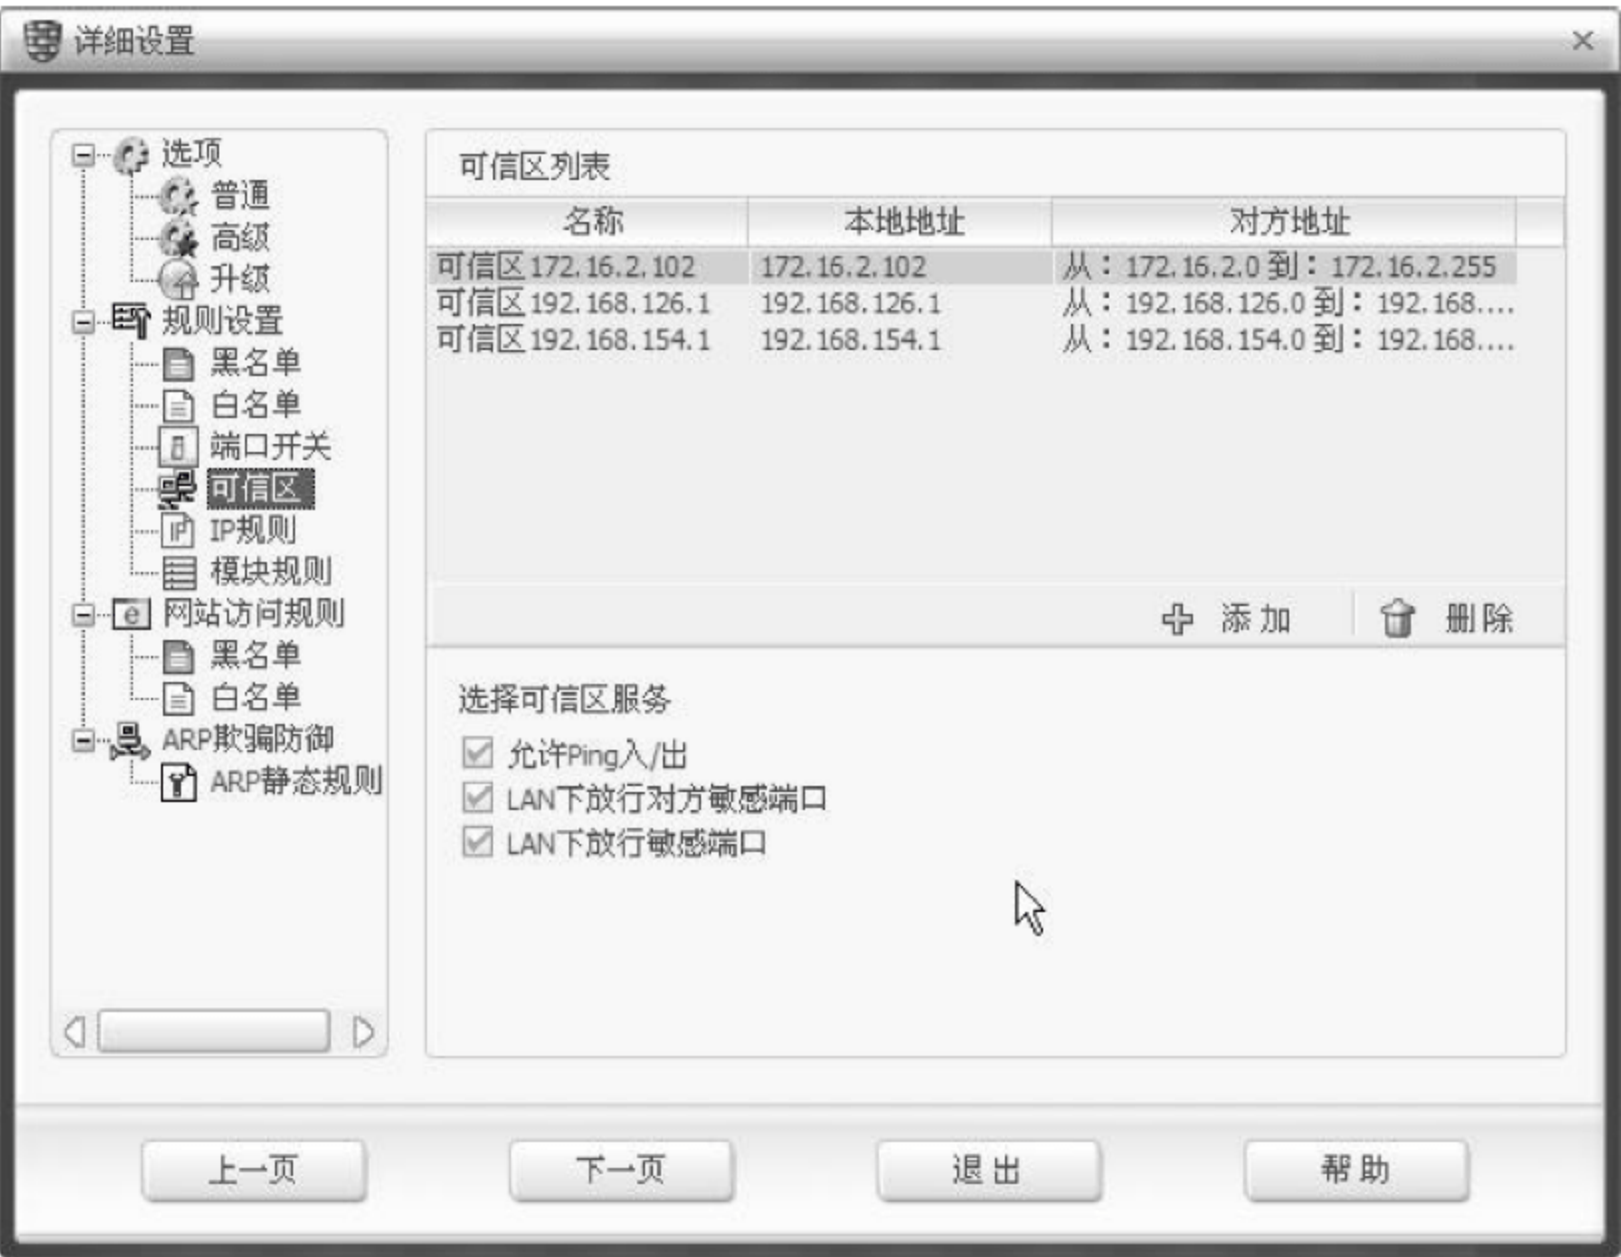 详细设置
选项
普通
高级
升级
规则设置
黑名单
白名单
端口开关
可信区
IP规则
模块规则
网站访问规则
黑名单
白名单
ARP欺骗防御
ARP静态规则
可信区列表
名称 本地地址 对方地址
可信区172.16.2.102 172.16.2.102 从：172.16.2.0到：172.16.2.255
可信区192.168.126.1 192.168.126.1 从：192.168.126.0到：192.168....
可信区192.168.154.1 192.168.154.1 从：192.168.154.0到：192.168....
添加 删除
选择可信区服务
允许Ping入/出
LAN下放行对方敏感端口
LAN下放行敏感端口
上一页 下一页 退出 帮助